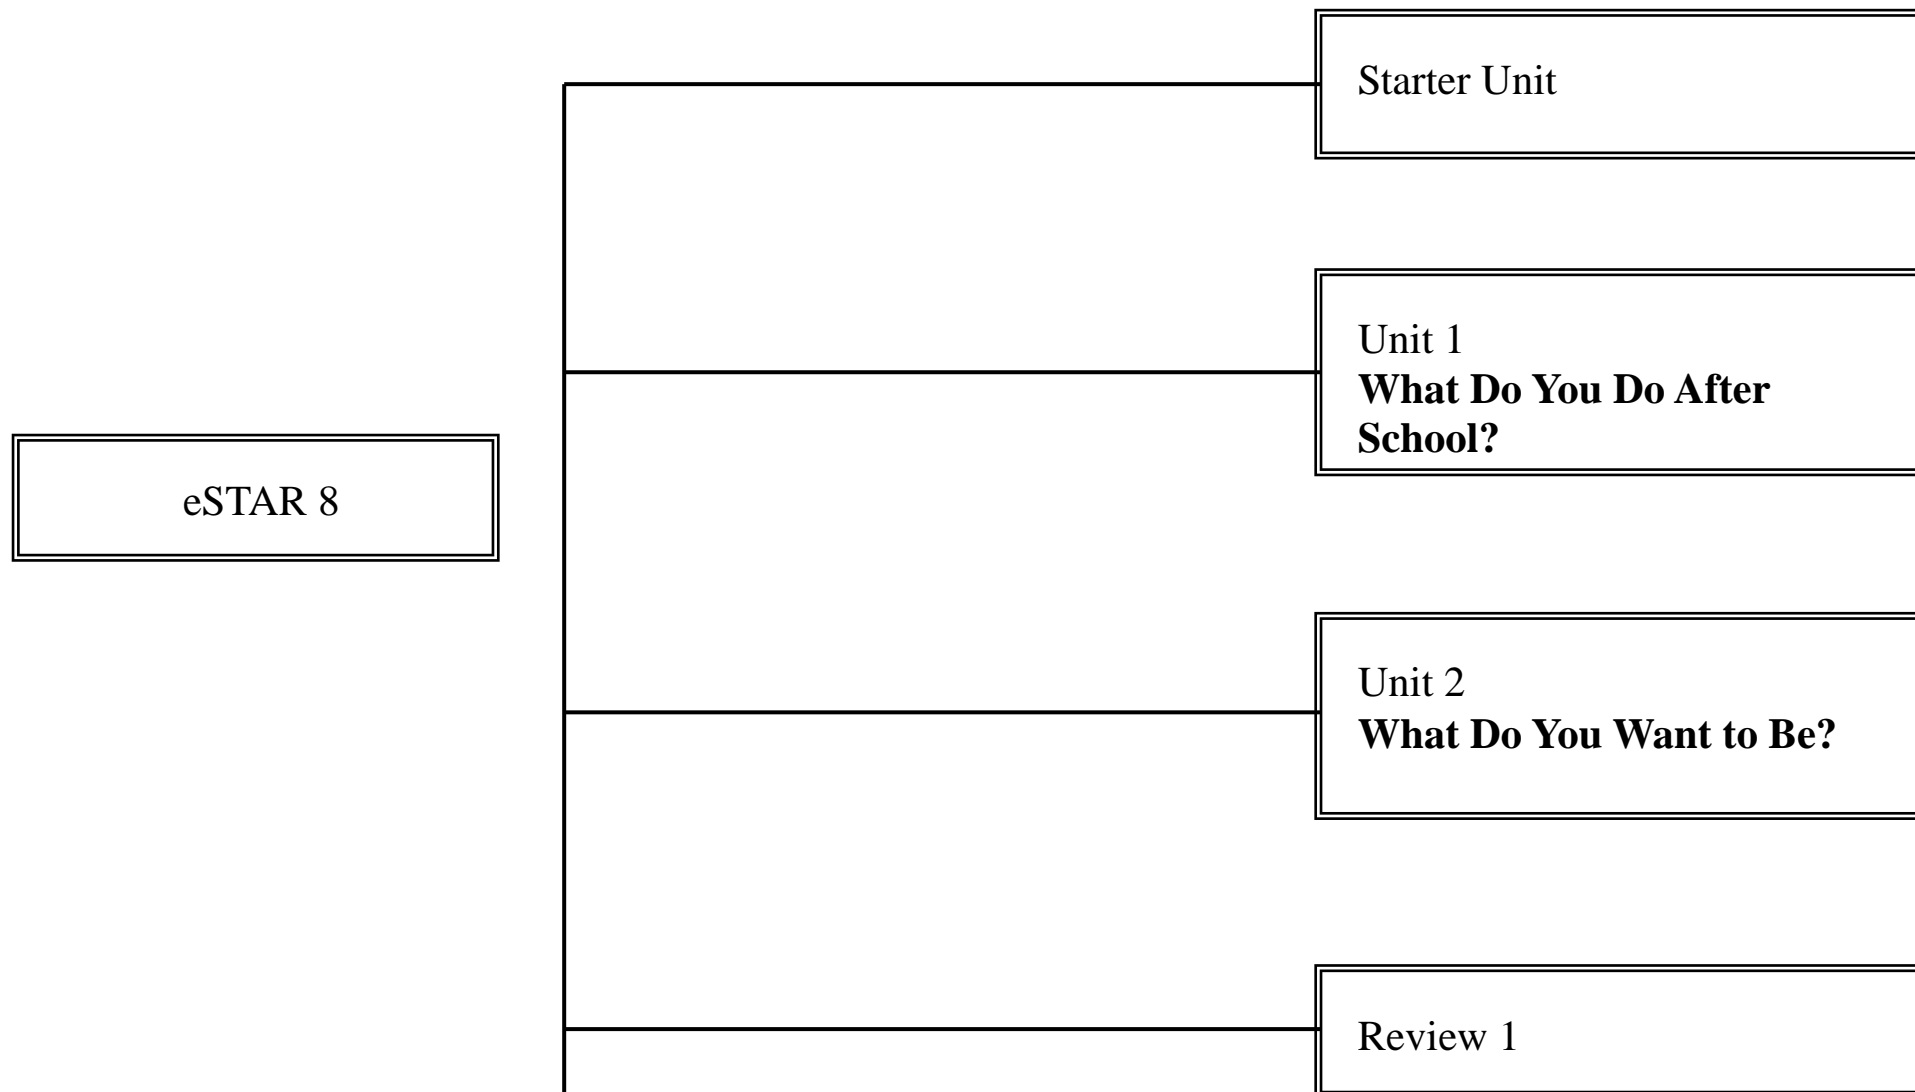 Starter Unit
Unit 1
What Do You Do After
School?
eSTAR 8
Unit 2
What Do You Want to Be?
Review 1